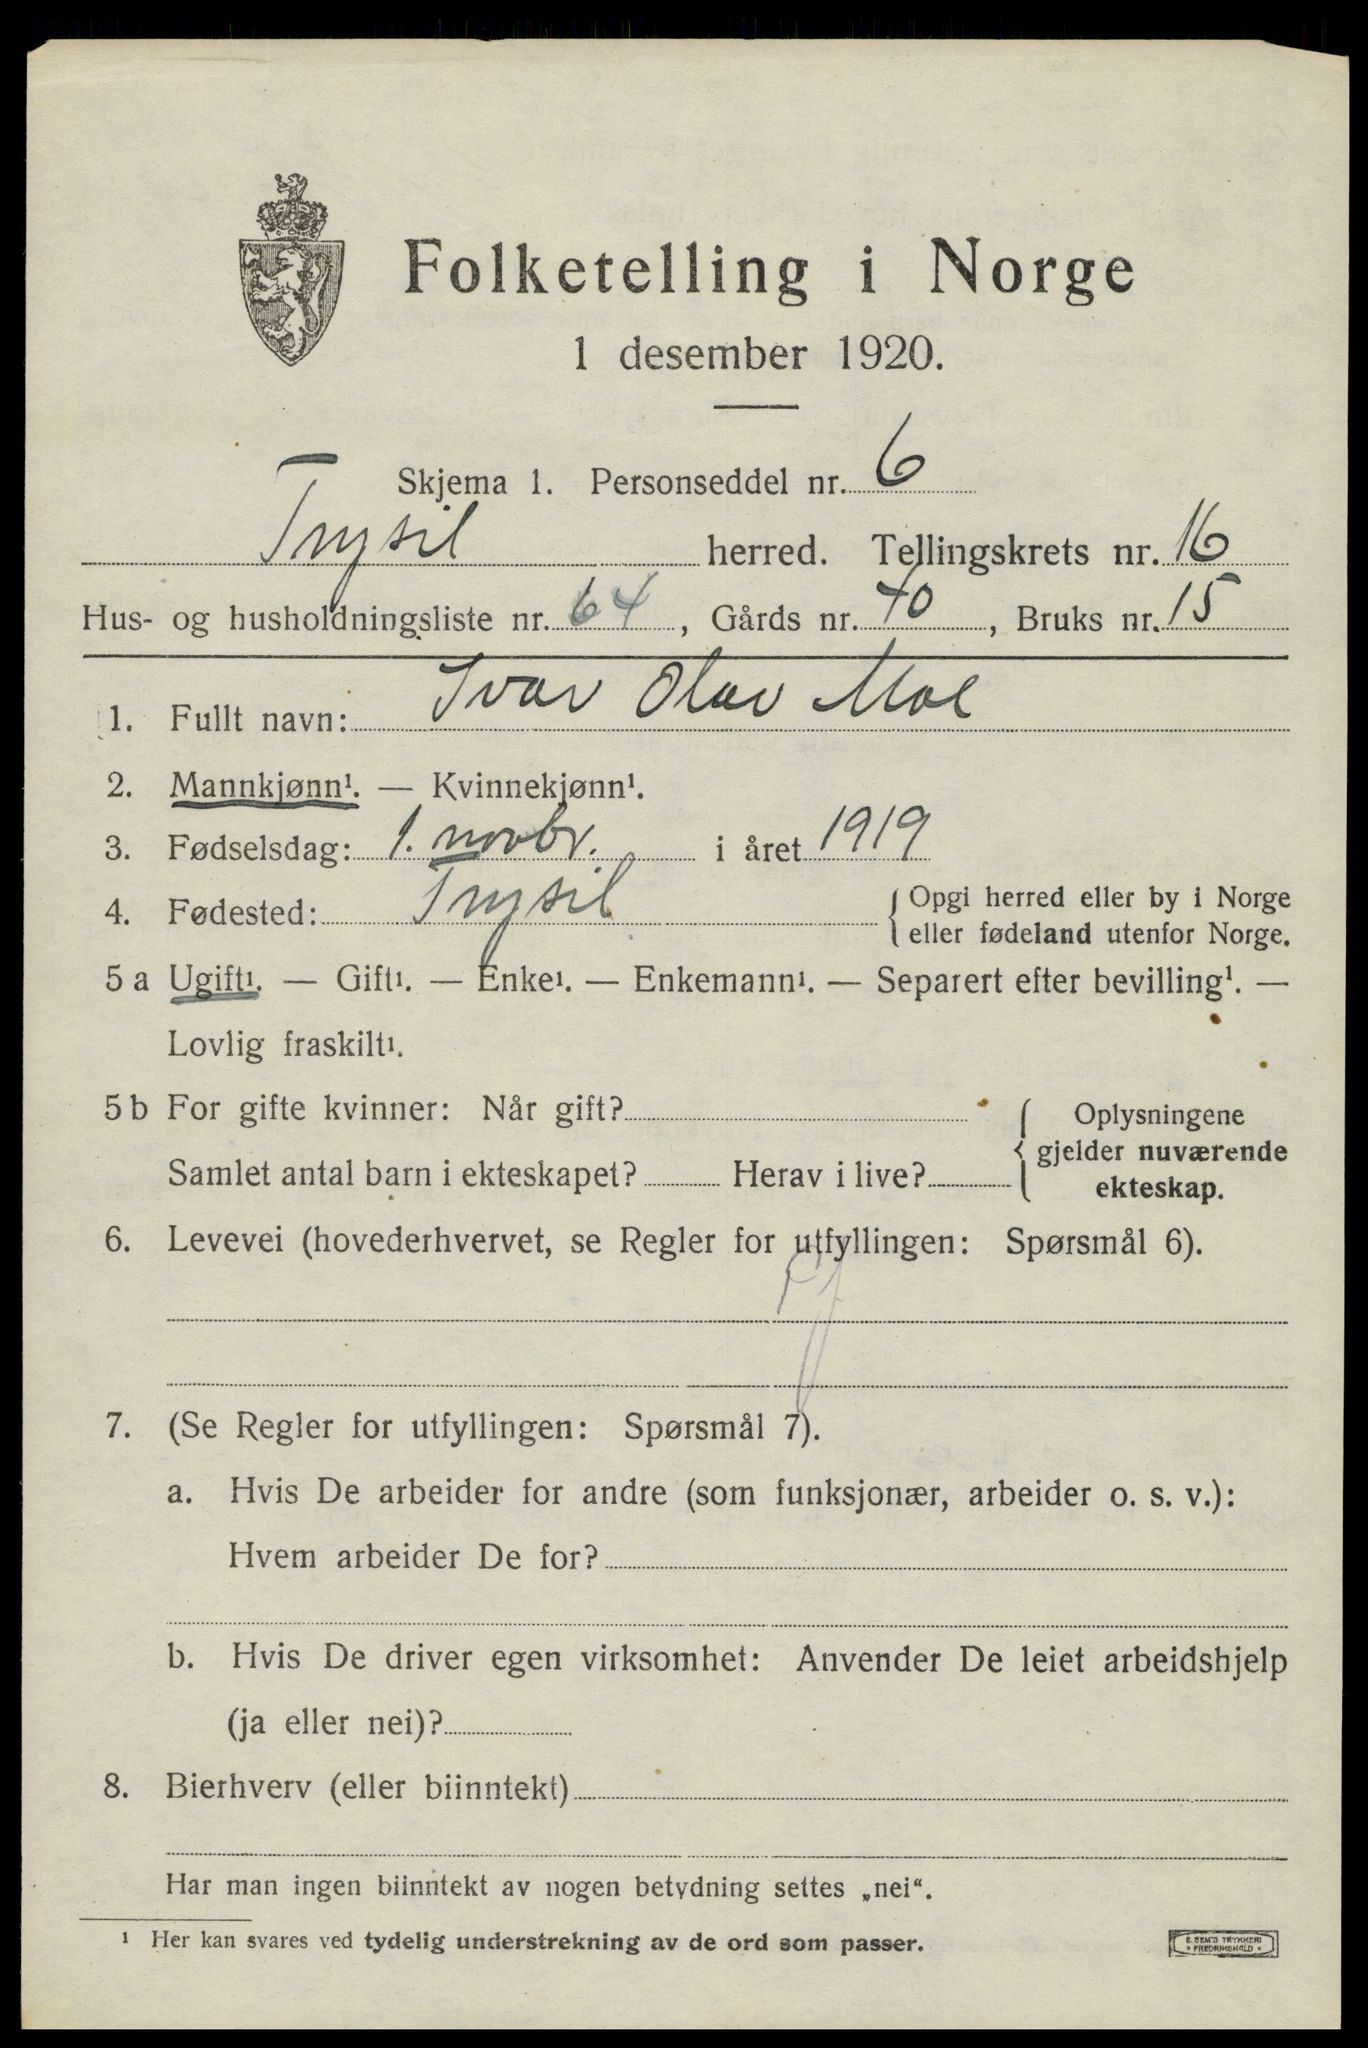 Folketelling i Norge
1 desember 1920.
Skjema 1. Personseddel nr. 6
Trysil herred. Tellingskrets nr. 16
Hus- og husholdningsliste nr. 64, Gårds nr. 40, Bruks nr. 15
1. Fullt navn: Ivar Olav Moe
2. Mannkjønn¹. — Kvinnekjønn¹.
3. Fødselsdag: 1. novbr. i året 1919
4. Fødested: Trysil { Opgi herred eller by i Norge
eller fødeland utenfor Norge.
5 a Ugift¹. — Gift¹. — Enke¹. — Enkemann¹. — Separert efter bevilling¹. —
Lovlig fraskilt¹.
5 b For gifte kvinner: Når gift?
Samlet antal barn i ekteskapet? Herav i live?
{ Oplysningene
gjelder nuværende
ekteskap.
6. Levevei (hovederhvervet, se Regler for utfyllingen: Spørsmål 6).
7. (Se Regler for utfyllingen: Spørsmål 7).
a. Hvis De arbeider for andre (som funksjonær, arbeider o. s. v.):
Hvem arbeider De for?
b. Hvis De driver egen virksomhet: Anvender De leiet arbeidshjelp
(ja eller nei)?
8. Bierhverv (eller biinntekt)
Har man ingen biinntekt av nogen betydning settes „nei“.
¹ Her kan svares ved tydelig understrekning av de ord som passer.
E. SEM'S TRYKKERI
• FREDRIKSHALD •